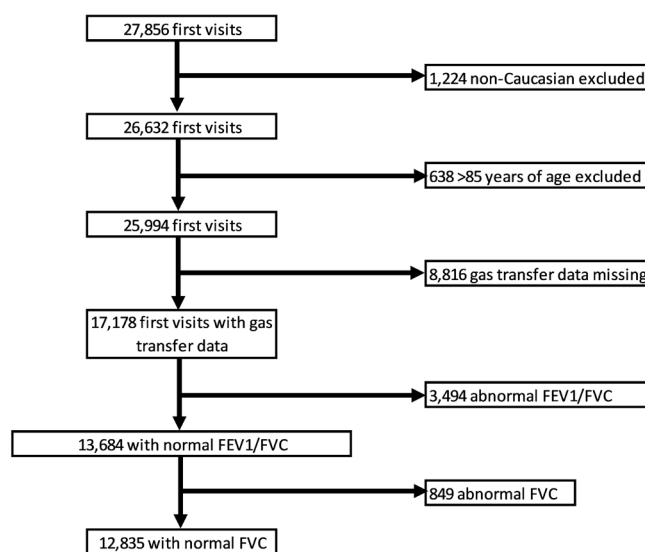 27,856 first visits
1,224 non-Caucasian excluded
26,632 first visits
638 >85 years of age excluded
25,994 first visits
8,816 gas transfer data missing
17,178 first visits with gas
transfer data
3,494 abnormal FEV1/FVC
13,684 with normal FEV1/FVC
849 abnormal FVC
12,835 with normal FVC